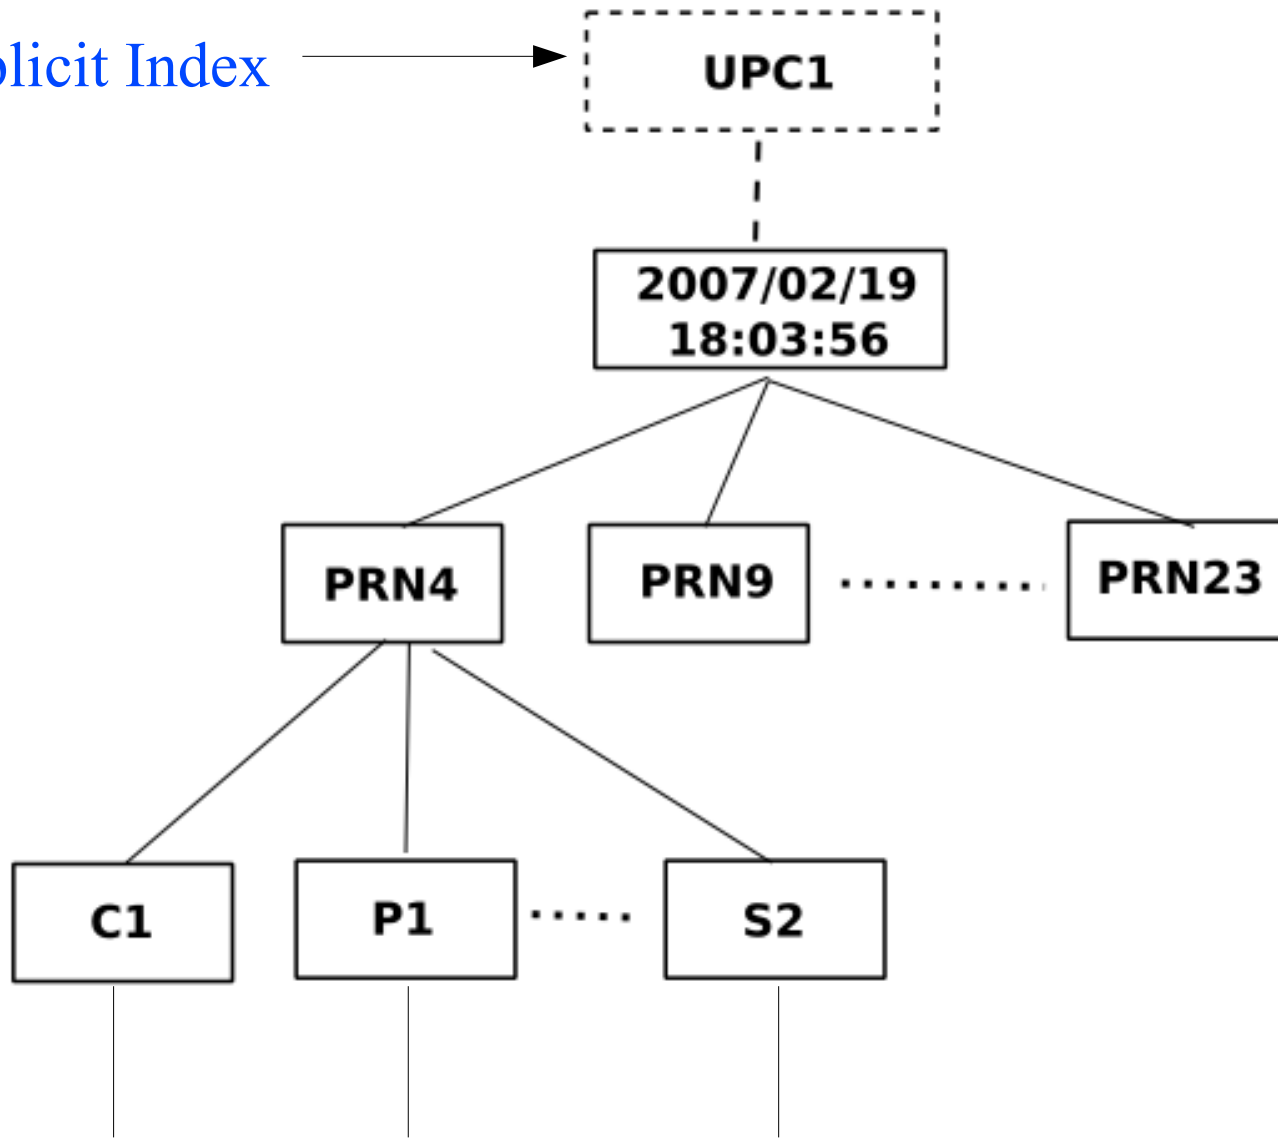 plicit Index
UPC1
2007/02/19
18:03:56
PRN4
PRN9
PRN23
C1
P1
S2